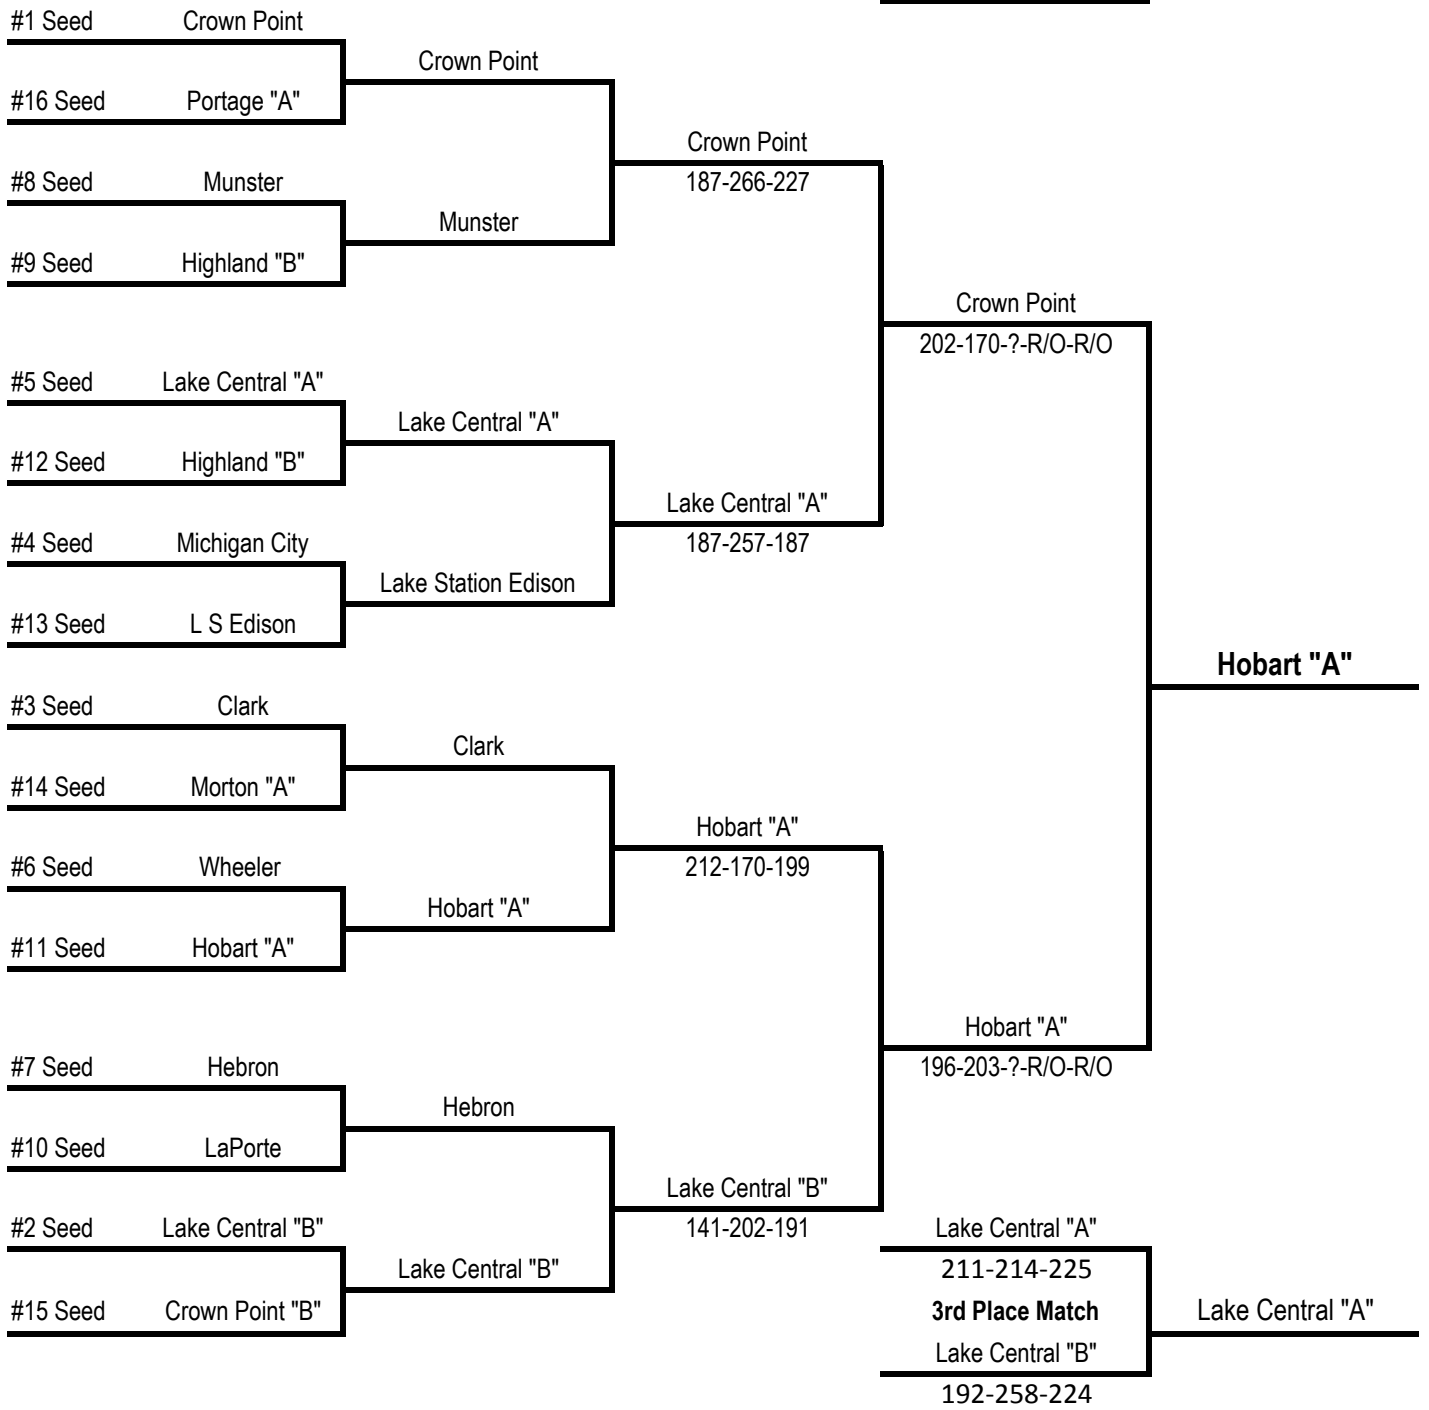 #1 Seed Crown Point
Crown Point
#16 Seed Portage "A"
Crown Point
187-266-227
#8 Seed Munster
Munster
#9 Seed Highland "B"
Crown Point
202-170-?-R/O-R/O
#5 Seed Lake Central "A"
Lake Central "A"
#12 Seed Highland "B"
Lake Central "A"
187-257-187
#4 Seed Michigan City
Lake Station Edison
#13 Seed L S Edison
Hobart "A"
#3 Seed Clark
Clark
#14 Seed Morton "A"
Hobart "A"
212-170-199
#6 Seed Wheeler
Hobart "A"
#11 Seed Hobart "A"
Hobart "A"
196-203-?-R/O-R/O
#7 Seed Hebron
Hebron
#10 Seed LaPorte
Lake Central "B"
141-202-191
#2 Seed Lake Central "B"
Lake Central "B"
#15 Seed Crown Point "B"
Lake Central "A"
211-214-225
3rd Place Match
Lake Central "A"
Lake Central "B"
192-258-224